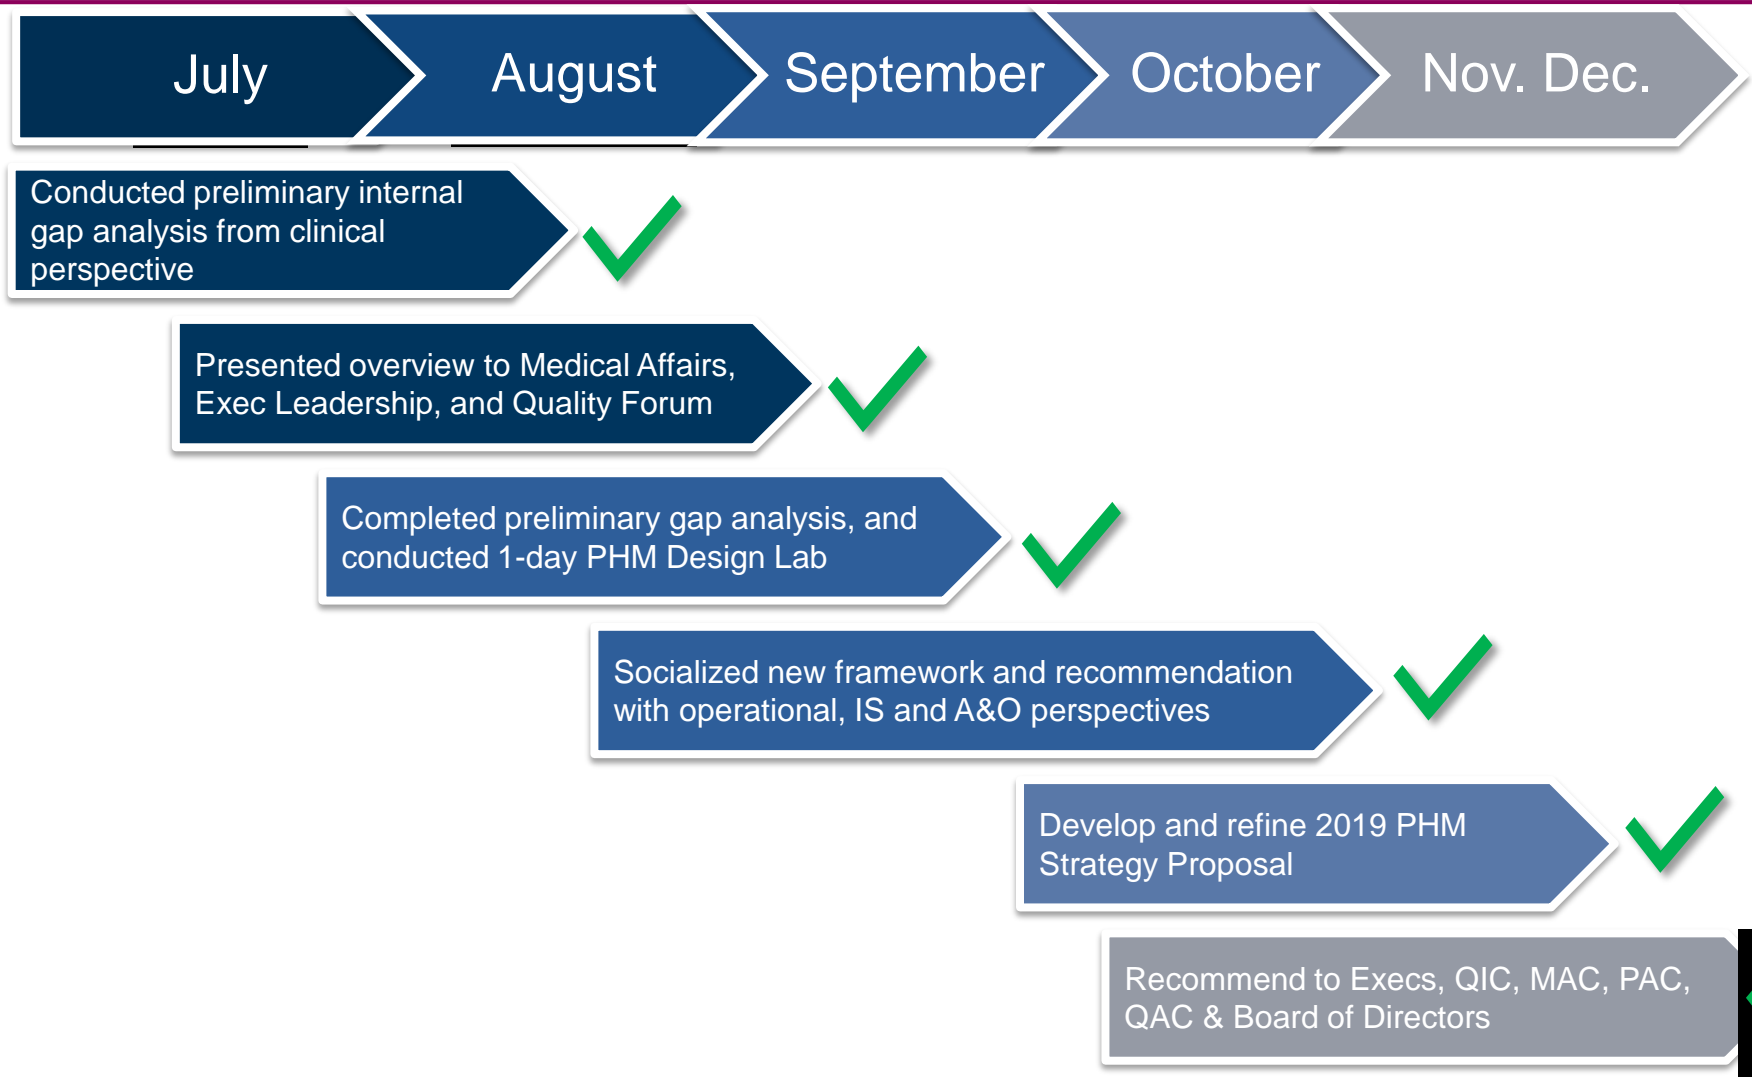 July
August
September
October
Nov. Dec.
Conducted preliminary internal
gap analysis from clinical
perspective
Presented overview to Medical Affairs,
Exec Leadership, and Quality Forum
Completed preliminary gap analysis, and
conducted 1-day PHM Design Lab
Socialized new framework and recommendation
with operational, IS and A&O perspectives
Develop and refine 2019 PHM
Strategy Proposal
Recommend to Execs, QIC, MAC, PAC,
QAC & Board of Directors